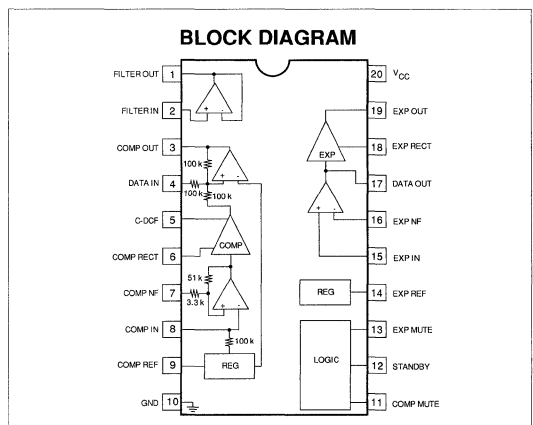 BLOCK DIAGRAM
FILTER OUT 1
FILTER IN 2
COMP OUT 3
DATA IN 4
C-DCF 5
COMP RECT 6
COMP NF 7
COMP IN 8
COMP REF 9
GND 10
20 VCC
19 EXP OUT
18 EXP RECT
17 DATA OUT
16 EXP NF
15 EXP IN
14 EXP REF
13 EXP MUTE
12 STANDBY
11 COMP MUTE
+ -
100 k
+ -
100 k
100 k
COMP
51 k
3.3 k
+ -
100 k
REG
EXP
+ -
REG
LOGIC